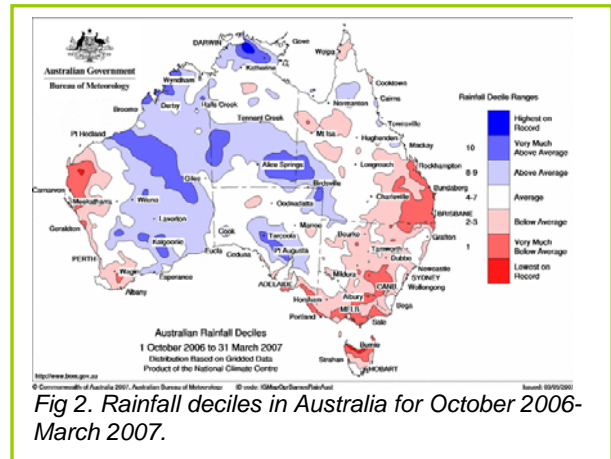 DARWIN
Gove
Weipa
Katherine
Australian Government
Bureau of Meteorology
Wyndham
Cooktown
Broome
Derby
Halls Creek
Normanton
Cairns
Rainfall Decile Ranges
Tennant Creek
Townsville
Highest on
Record
Pt Hedland
Mt Isa
Hughenden
Mackay
10
Very Much
Above Average
Alice Springs
Longreach
Rockhampton
8-9
Above Average
Carnarvon
Giles
Birdsville
Bundaberg
4-7
Average
Meekatharra
Wiluna
Oodnadatta
Charleville
BRISBANE
2-3
Below Average
Geraldton
Laverton
Marree
Bourke
Grafton
1
Very Much
Below Average
Kalgoorlie
Cook
Tarcoola
Tamworth
PERTH
Eucla
Ceduna
Pt Augusta
Dubbo
Lowest on
Record
Wagin
Esperance
Mildura
Newcastle
SYDNEY
Albany
ADELAIDE
CANB
Wollongong
Horsham
Albury
Bega
Portland
MELB
Sale
Australian Rainfall Deciles
1 October 2006 to 31 March 2007
Distribution Based on Gridded Data
Product of the National Climate Centre
Burnie
Strahan
HOBART
http://www.bom.gov.au
© Commonwealth of Australia 2007, Australian Bureau of Meteorology
ID code:
Issued:
Fig 2. Rainfall deciles in Australia for October 2006-
March 2007.